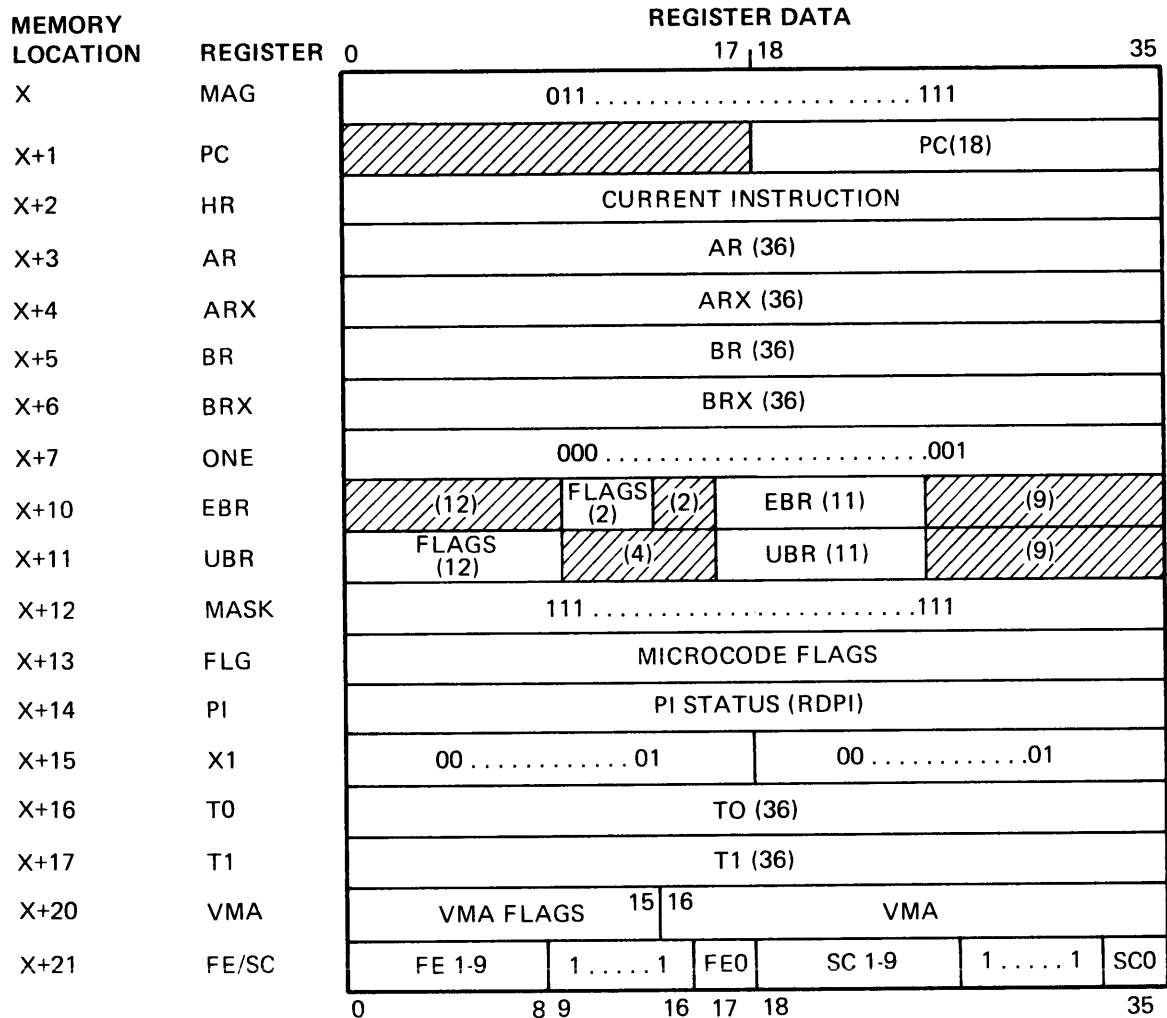 REGISTER DATA
MEMORY
LOCATION REGISTER 0 17 18 35
X MAG 011 . . . . . . . . . . . . . . . . . . . . . . . 111
X+1 PC PC(18)
X+2 HR CURRENT INSTRUCTION
X+3 AR AR (36)
X+4 ARX ARX (36)
X+5 BR BR (36)
X+6 BRX BRX (36)
X+7 ONE 000 . . . . . . . . . . . . . . . . . . . . . . . .001
X+10 EBR (12) FLAGS (2) (2) EBR (11) (9)
X+11 UBR FLAGS (12) (4) UBR (11) (9)
X+12 MASK 111 . . . . . . . . . . . . . . . . . . . . . . . .111
X+13 FLG MICROCODE FLAGS
X+14 PI PI STATUS (RDPI)
X+15 X1 00 . . . . . . . . . . . . 01 00 . . . . . . . . . . . .01
X+16 T0 TO (36)
X+17 T1 T1 (36)
X+20 VMA VMA FLAGS 15 16 VMA
X+21 FE/SC FE 1-9 1 . . . . . 1 FE0 SC 1-9 1 . . . . . 1 SC0
0 8 9 16 17 18 35